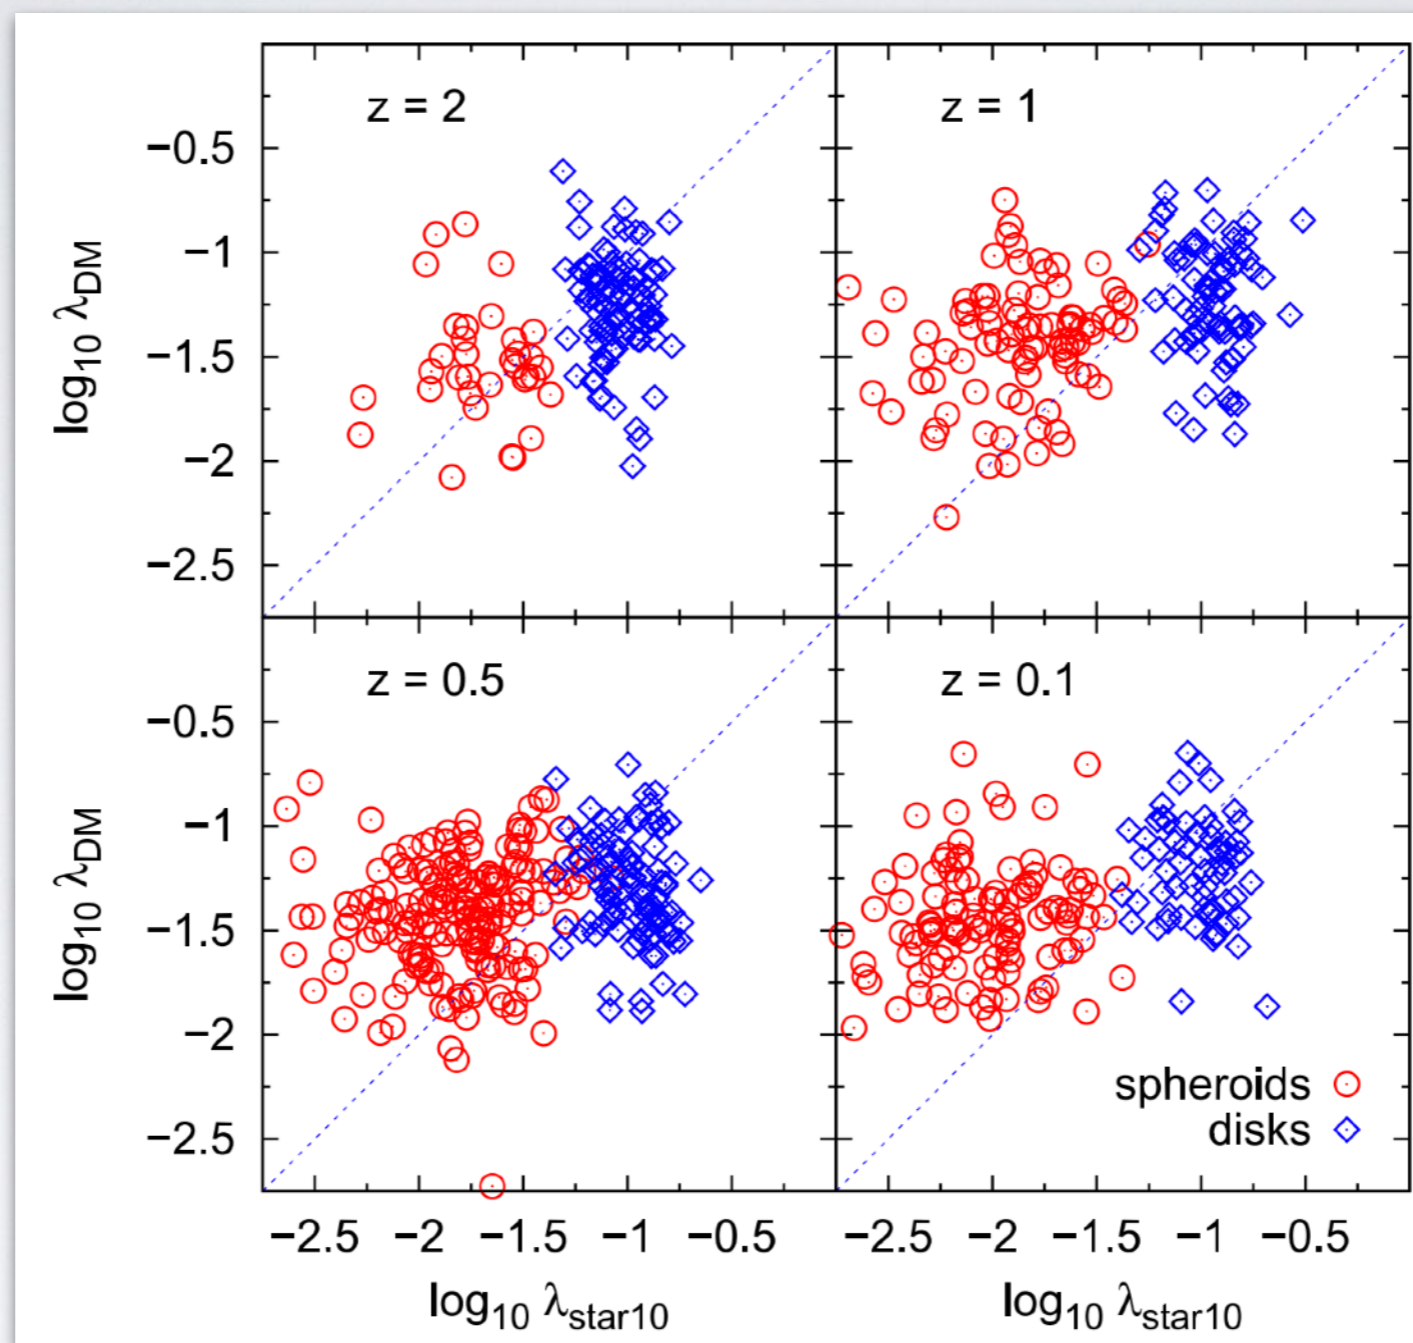 z = 2
z = 1
−0.5
−1
−1.5
−2
−2.5
log10 λDM
z = 0.5
z = 0.1
−0.5
−1
−1.5
−2
−2.5
log10 λDM
spheroids
disks
−2.5 −2 −1.5 −1 −0.5
−2.5 −2 −1.5 −1 −0.5
log10 λstar10
log10 λstar10